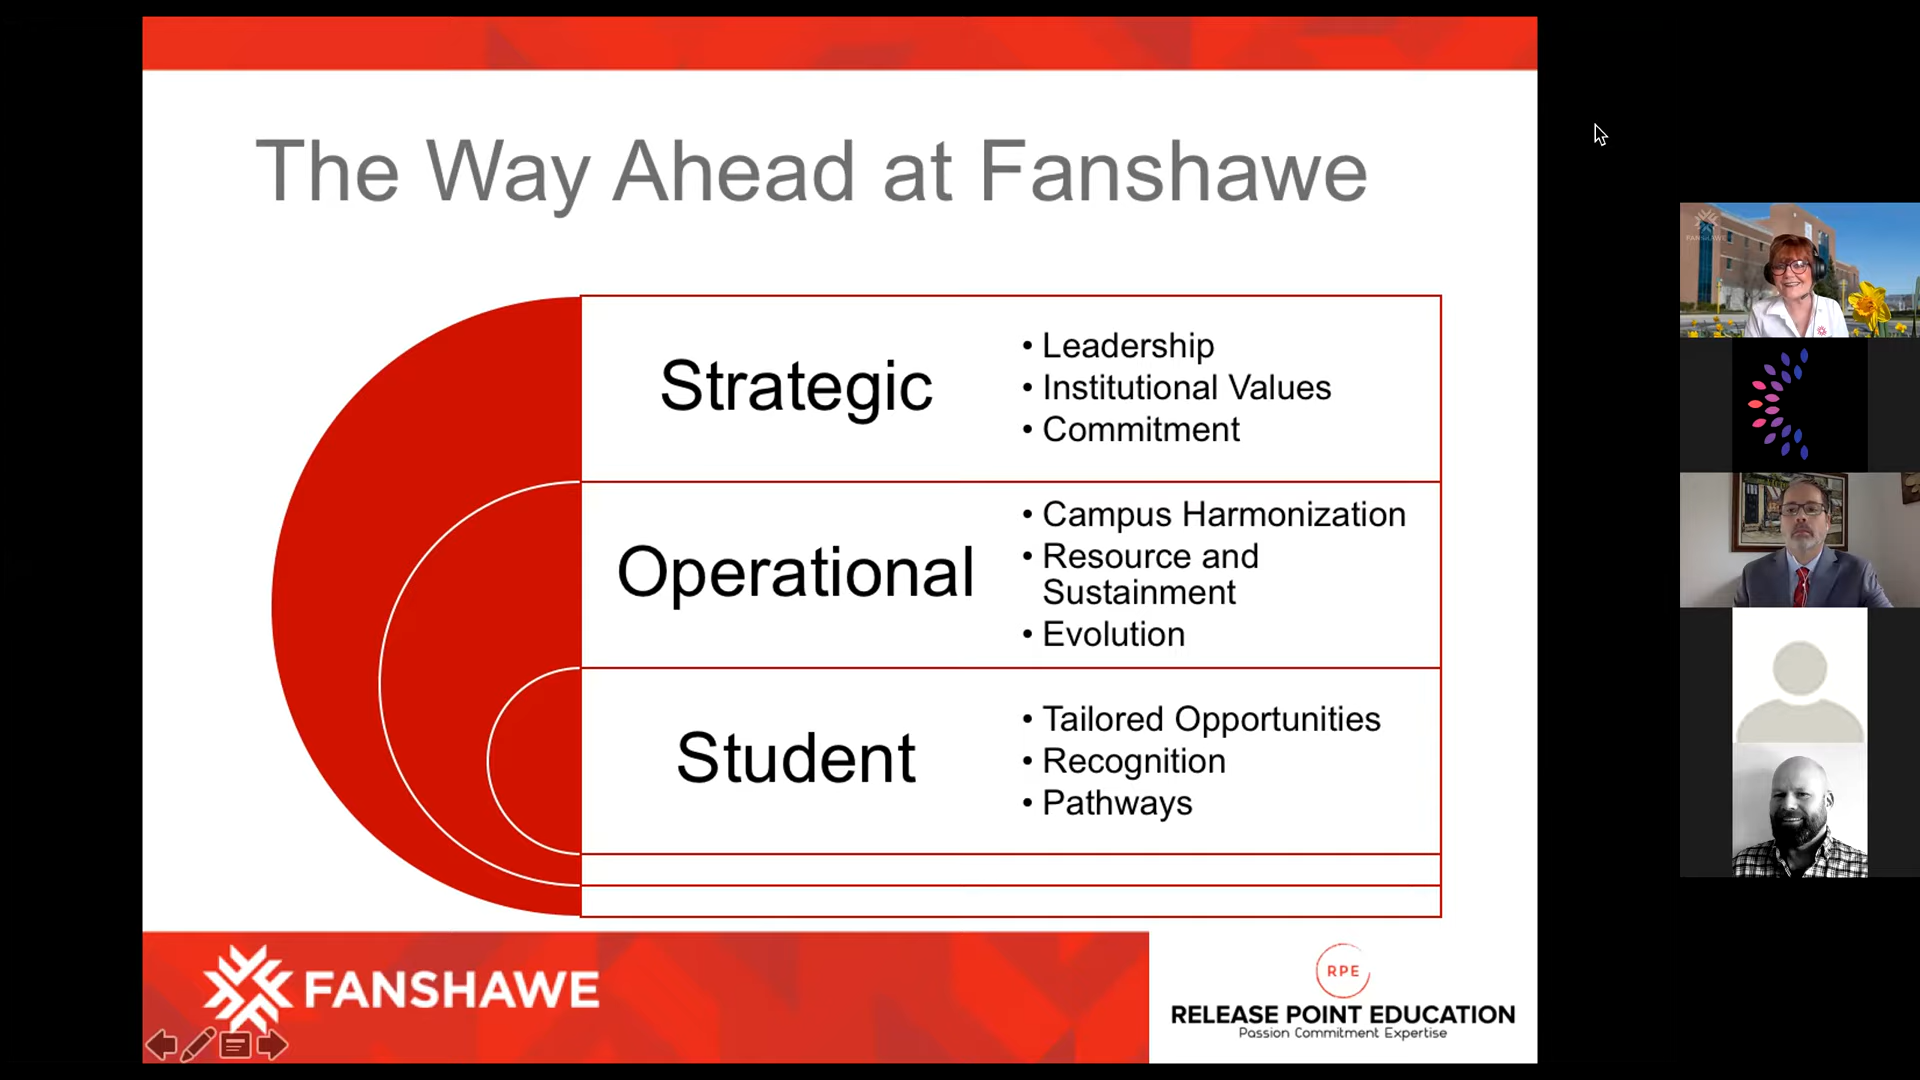 The Way Ahead at Fanshawe
Strategic
• Leadership
• Institutional Values
• Commitment
Operational
• Campus Harmonization
• Resource and
Sustainment
• Evolution
Student
• Tailored Opportunities
• Recognition
• Pathways
FANSHAWE
RPE
RELEASE POINT EDUCATION
Passion Commitment Expertise
FANSHAWE